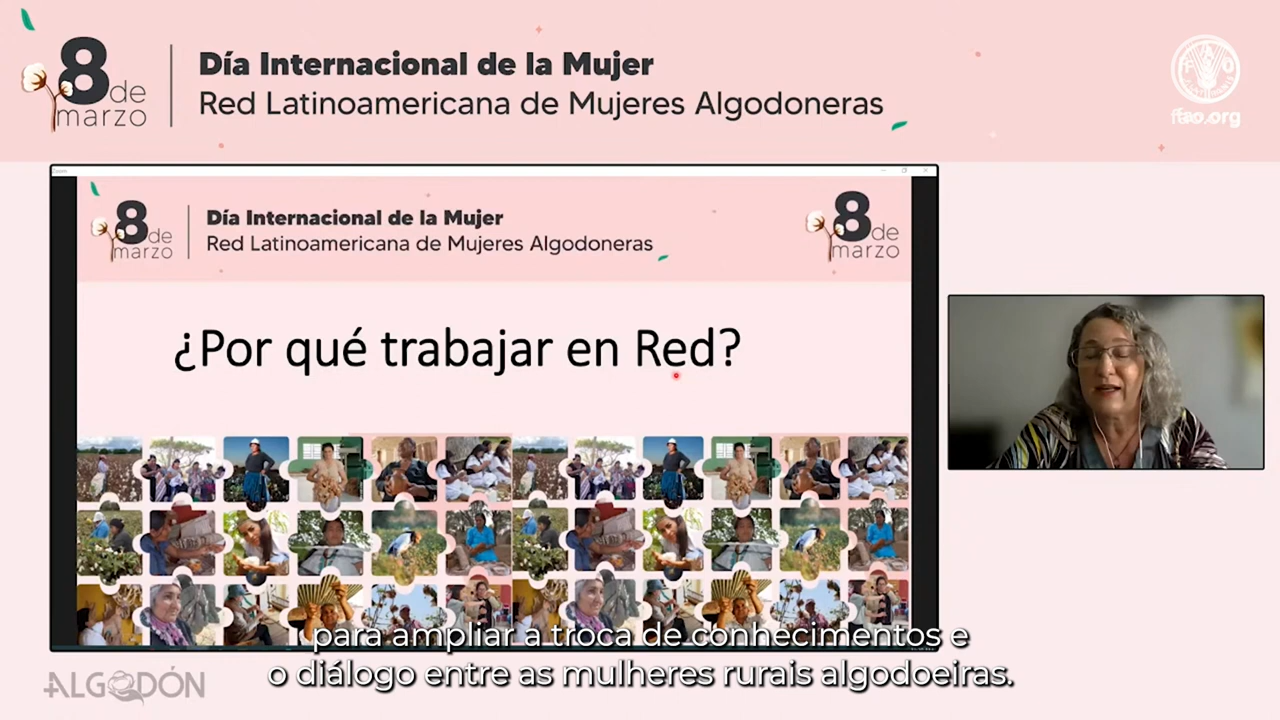 8 de marzo
Día Internacional de la Mujer
Red Latinoamericana de Mujeres Algodoneras
FAO
fao.org
8 de marzo
Día Internacional de la Mujer
Red Latinoamericana de Mujeres Algodoneras
8 de marzo
¿Por qué trabajar en Red?
para ampliar a troca de conhecimentos e
o diálogo entre as mulheres rurais algodoeiras.
+ALGODÓN